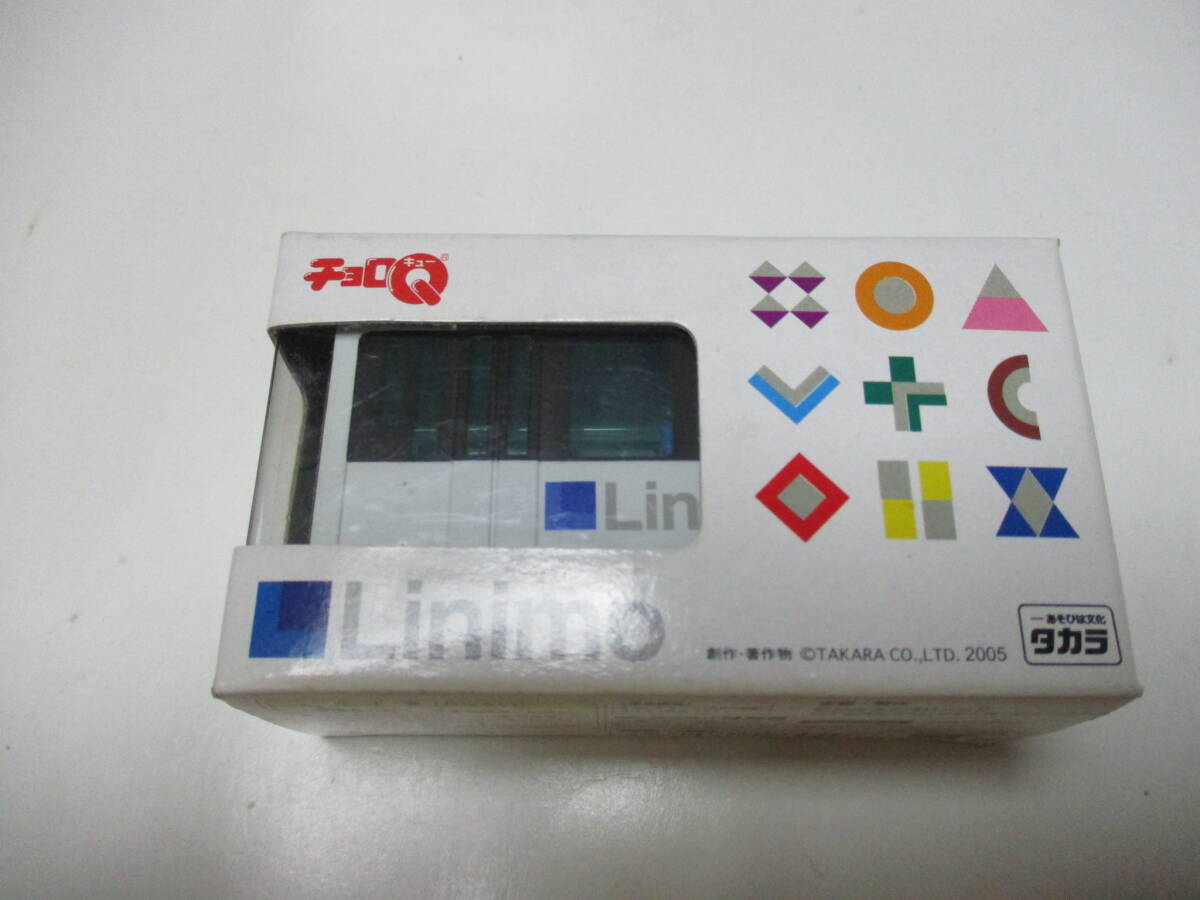 チョロQ®
キュー
Lin
Linimo
創作・著作物 ©TAKARA CO.,LTD. 2005
あそびは文化
タカラ